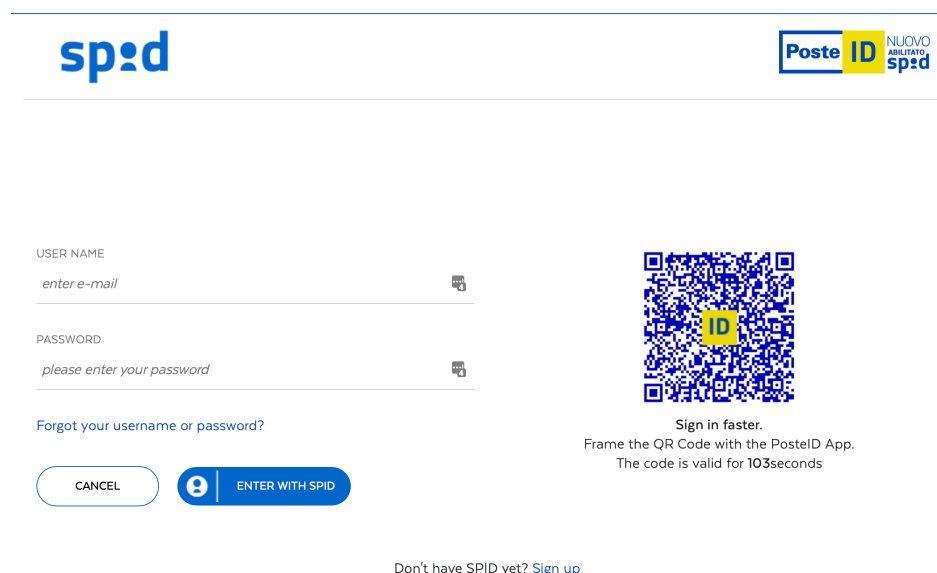 spid
Poste ID NUOVO ABILITATO spid
USER NAME
enter e-mail
PASSWORD
please enter your password
Forgot your username or password?
CANCEL
ENTER WITH SPID
ID
Sign in faster.
Frame the QR Code with the PosteID App.
The code is valid for 103seconds
Don't have SPID yet? Sign up